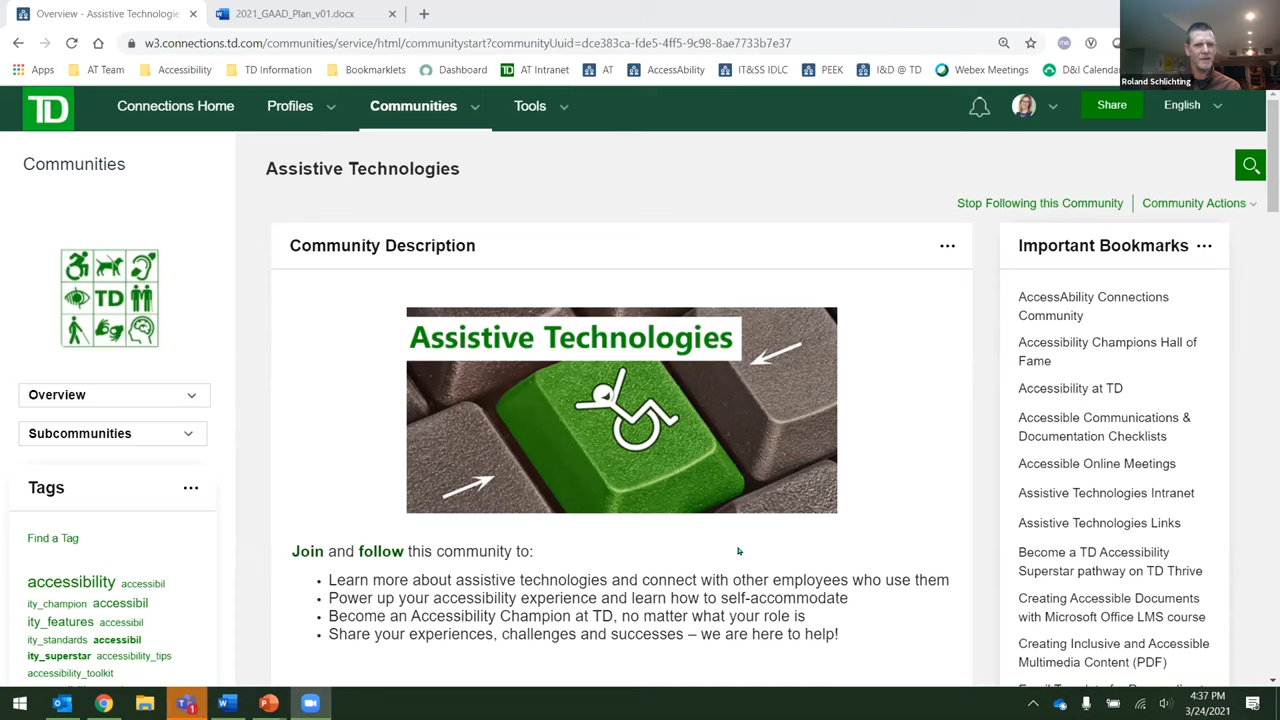 Overview - Assistive Technologie
2021_GAAD_Plan_v01.docx
w3.connections.td.com/communities/service/html/communitystart?communityUuid=dce383ca-fde5-4ff5-9c98-8ae7733b7e37
Roland Schlichting
Apps AT Team Accessibility TD Information Bookmarklets Dashboard AT Intranet AT AccessAbility IT&SS IDLC PEEK I&D @ TD Webex Meetings D&I Calendar
TD Connections Home Profiles Communities Tools Share English
Communities
Assistive Technologies
Stop Following this Community Community Actions
TD
Overview
Subcommunities
Tags
Find a Tag
accessibility accessibil
ity_champion accessibil
ity_features accessibil
ity_standards accessibil
ity_superstar accessibility_tips
accessibility_toolkit
Community Description
Assistive Technologies
Join and follow this community to:
• Learn more about assistive technologies and connect with other employees who use them
• Power up your accessibility experience and learn how to self-accommodate
• Become an Accessibility Champion at TD, no matter what your role is
• Share your experiences, challenges and successes – we are here to help!
Important Bookmarks
AccessAbility Connections
Community
Accessibility Champions Hall of
Fame
Accessibility at TD
Accessible Communications &
Documentation Checklists
Accessible Online Meetings
Assistive Technologies Intranet
Assistive Technologies Links
Become a TD Accessibility
Superstar pathway on TD Thrive
Creating Accessible Documents
with Microsoft Office LMS course
Creating Inclusive and Accessible
Multimedia Content (PDF)
4:37 PM
3/24/2021